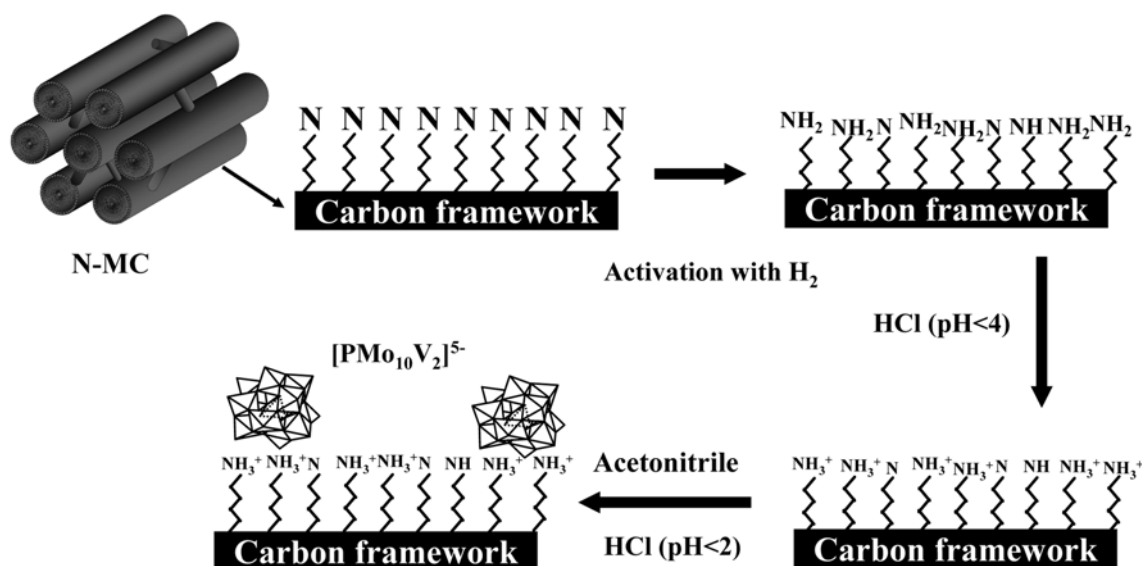 N N N N N N N N N
Carbon framework
N-MC
Activation with H₂
NH₂ NH₂ N NH₂ NH₂ N NH NH₂ NH₂
Carbon framework
HCl (pH<4)
NH₃⁺ NH₃⁺ N NH₃⁺ NH₃⁺ N NH NH₃⁺ NH₃⁺
Carbon framework
Acetonitrile
HCl (pH<2)
[PMo₁₀V₂]⁵⁻
NH₃⁺ NH₃⁺ N NH₃⁺ NH₃⁺ N NH NH₃⁺ NH₃⁺
Carbon framework